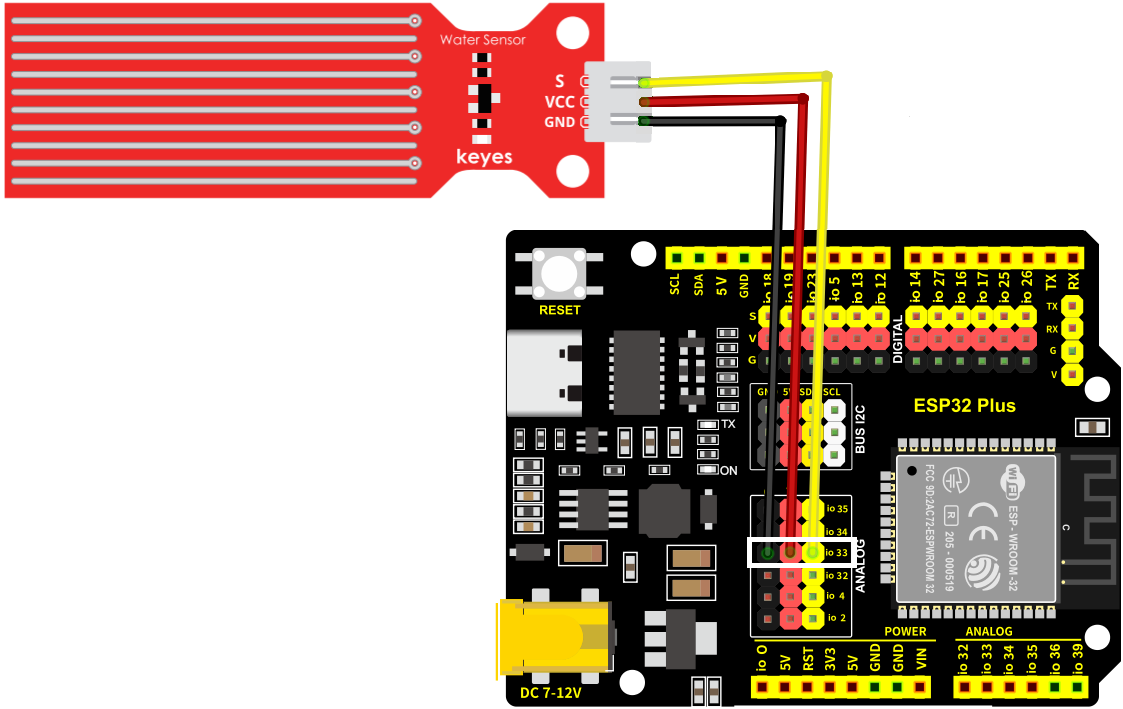 Water Sensor
S
VCC
GND
keyes
RESET
SCL
SDA
5V
GND
io 18
io 19
io 23
io 5
io 13
io 12
io 14
io 27
io 16
io 17
io 25
io 26
TX
RX
S
V
G
DIGITAL
TX
RX
G
V
GND
5V
SDA
SCL
BUS I2C
ESP32 Plus
TX
ON
io 35
io 34
io 33
io 32
io 4
io 2
ANALOG
WiFi
ESP - WROOM -32
CE
R
205 - 000519
FCC 9D:2AC72-ESPWROOM 32
C
DC 7-12V
POWER
ANALOG
io O
5V
RST
3V3
5V
GND
GND
VIN
io 32
io 33
io 34
io 35
io 36
io 39